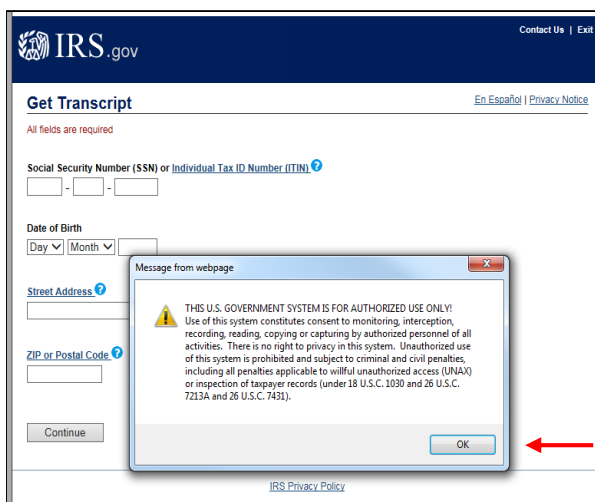 Contact Us | Exit
IRS.gov
Get Transcript
En Español | Privacy Notice
All fields are required
Social Security Number (SSN) or Individual Tax ID Number (ITIN) ?
- -
Date of Birth
Day Month
Message from webpage
Street Address ?
THIS U.S. GOVERNMENT SYSTEM IS FOR AUTHORIZED USE ONLY!
Use of this system constitutes consent to monitoring, interception,
recording, reading, copying or capturing by authorized personnel of all
activities. There is no right to privacy in this system. Unauthorized use
of this system is prohibited and subject to criminal and civil penalties,
including all penalties applicable to willful unauthorized access (UNAX)
or inspection of taxpayer records (under 18 U.S.C. 1030 and 26 U.S.C.
7213A and 26 U.S.C. 7431).
ZIP or Postal Code ?
Continue
OK
IRS Privacy Policy